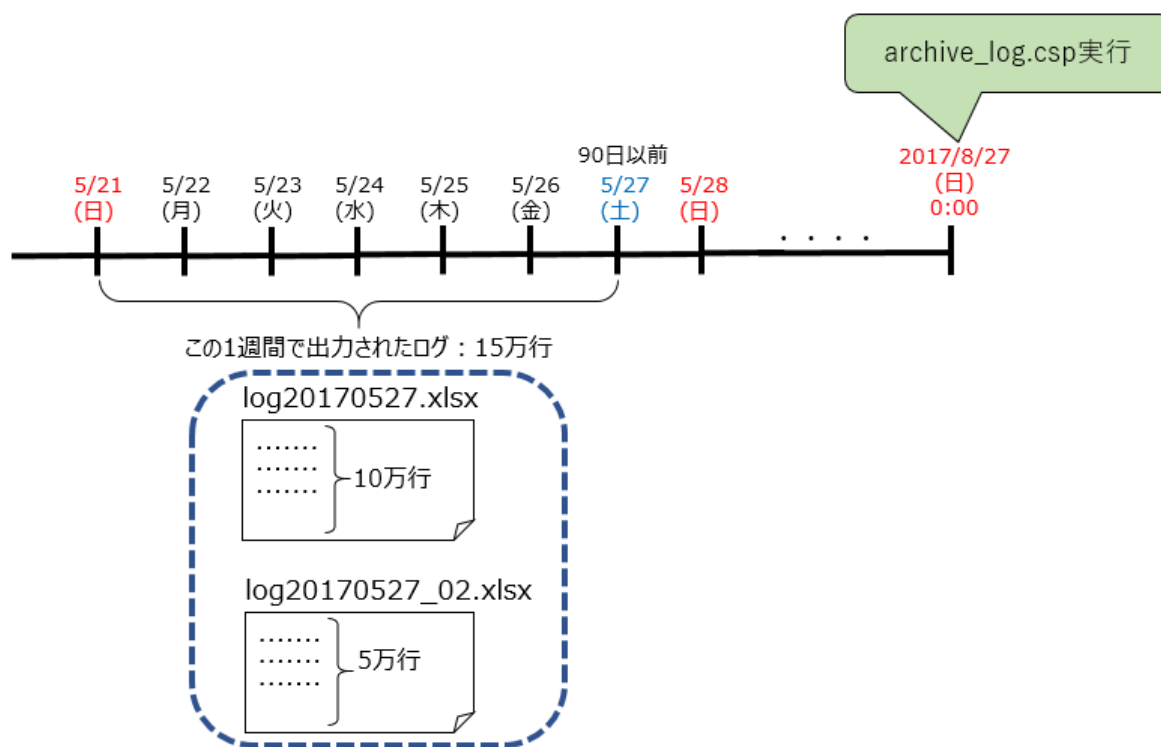 archive_log.csp実行
90日以前
2017/8/27
(日)
0:00
5/21 5/22 5/23 5/24 5/25 5/26 5/27 5/28
(日) (月) (火) (水) (木) (金) (土) (日)
・・・・
この1週間で出力されたログ：15万行
log20170527.xlsx
.......
....... 10万行
.......
log20170527_02.xlsx
.......
....... 5万行
.......